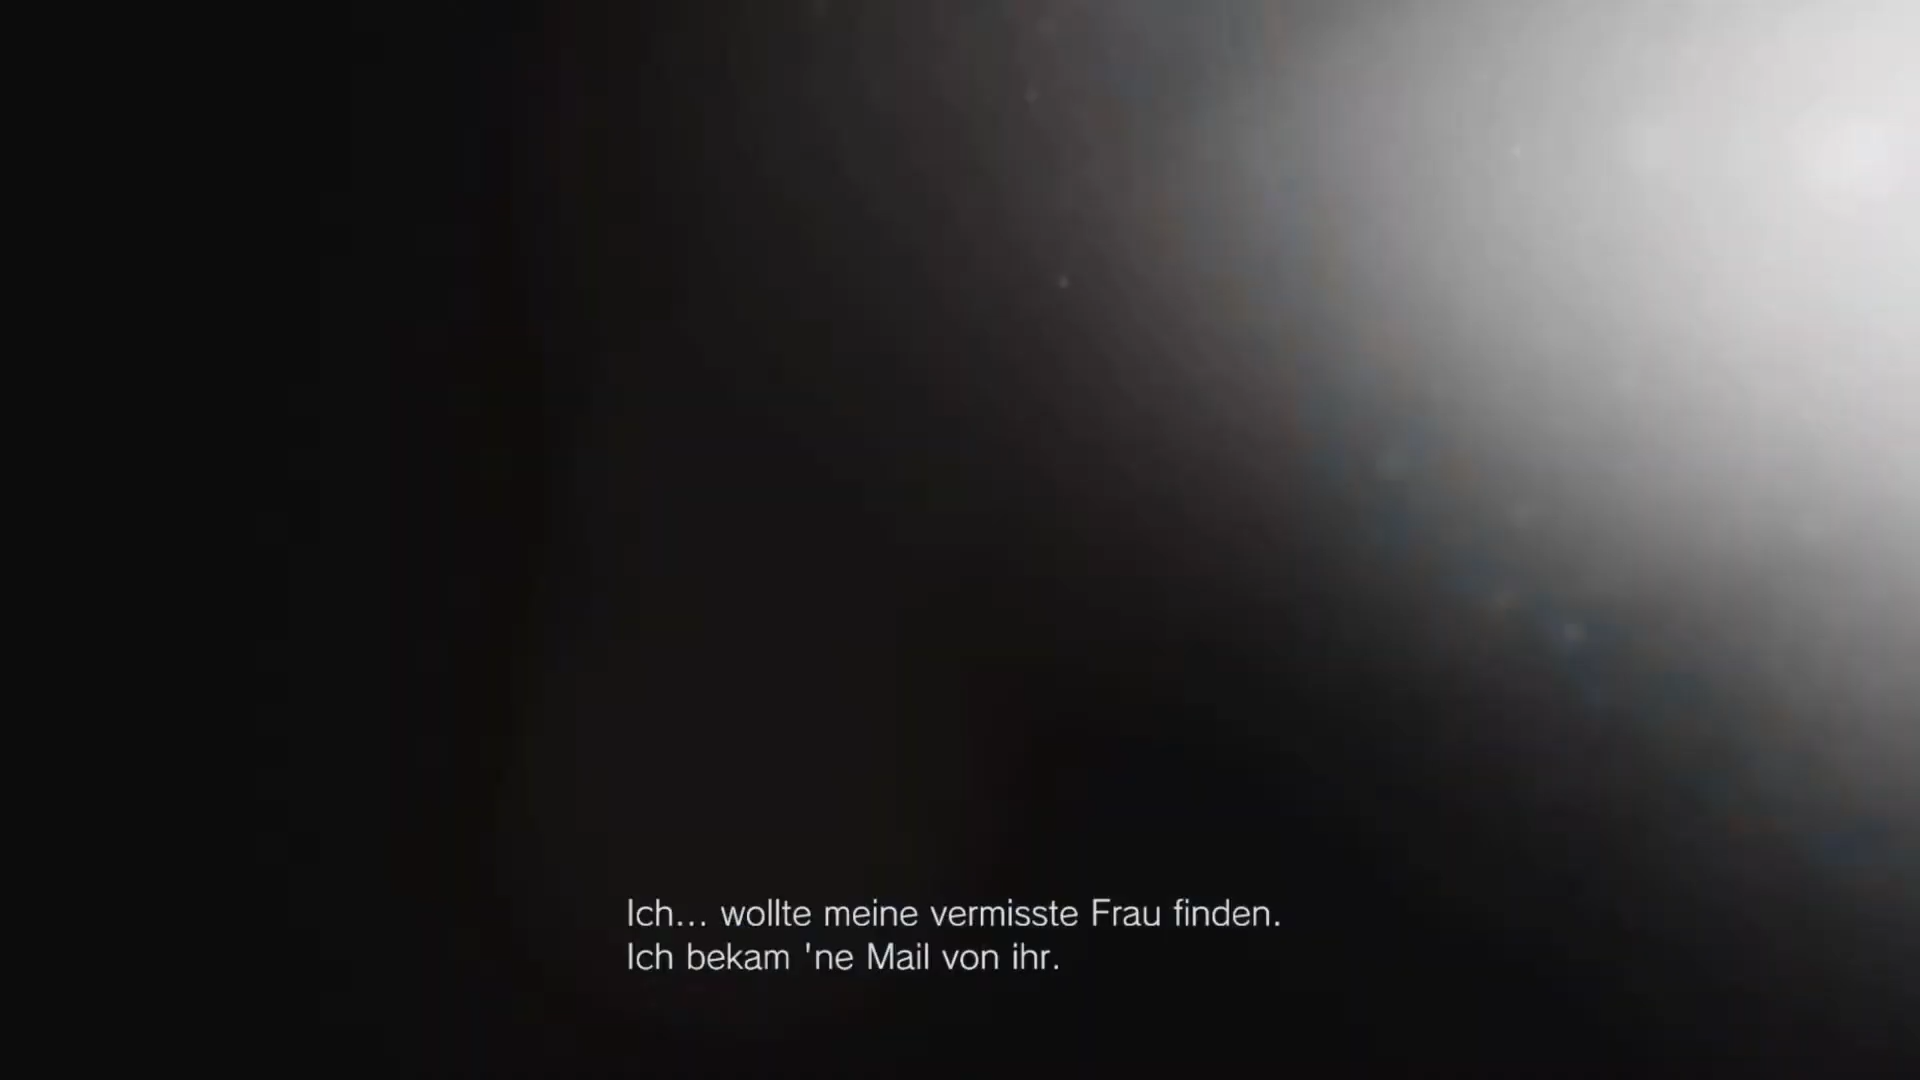 Ich... wollte meine vermisste Frau finden.
Ich bekam 'ne Mail von ihr.